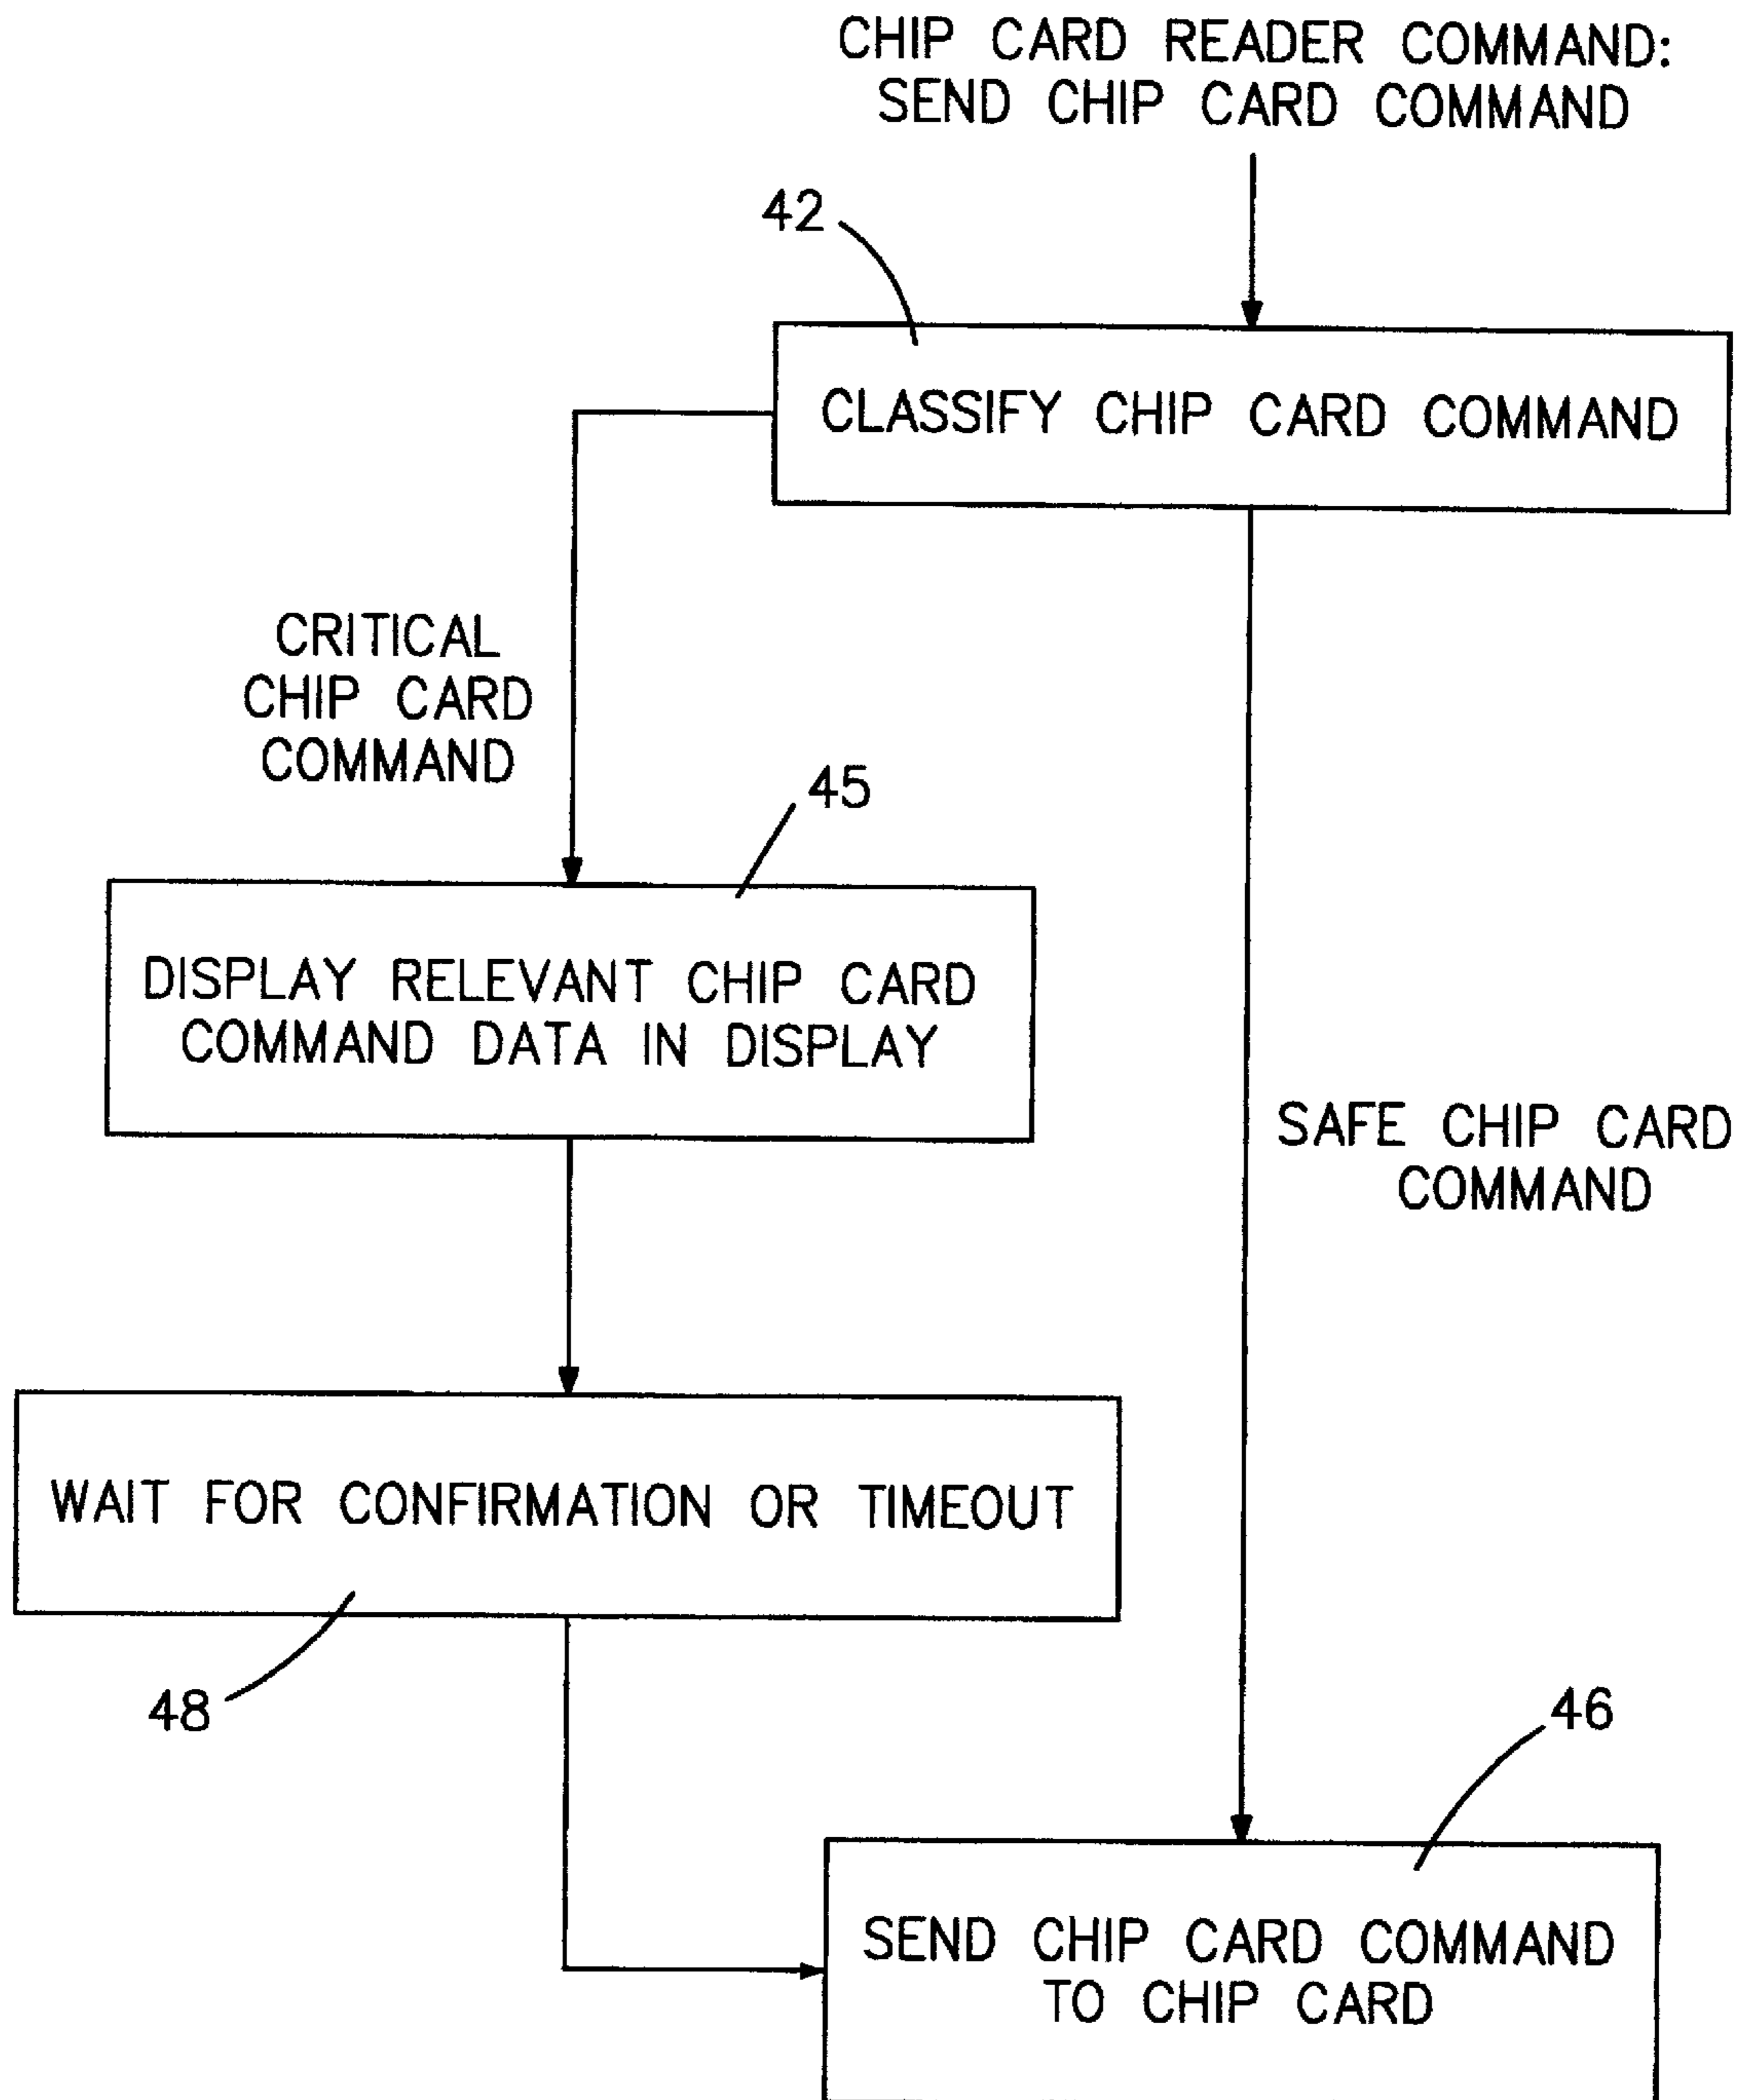 CHIP CARD READER COMMAND:
SEND CHIP CARD COMMAND
42
CLASSIFY CHIP CARD COMMAND
CRITICAL
CHIP CARD
COMMAND
45
DISPLAY RELEVANT CHIP CARD
COMMAND DATA IN DISPLAY
SAFE CHIP CARD
COMMAND
WAIT FOR CONFIRMATION OR TIMEOUT
48
46
SEND CHIP CARD COMMAND
TO CHIP CARD